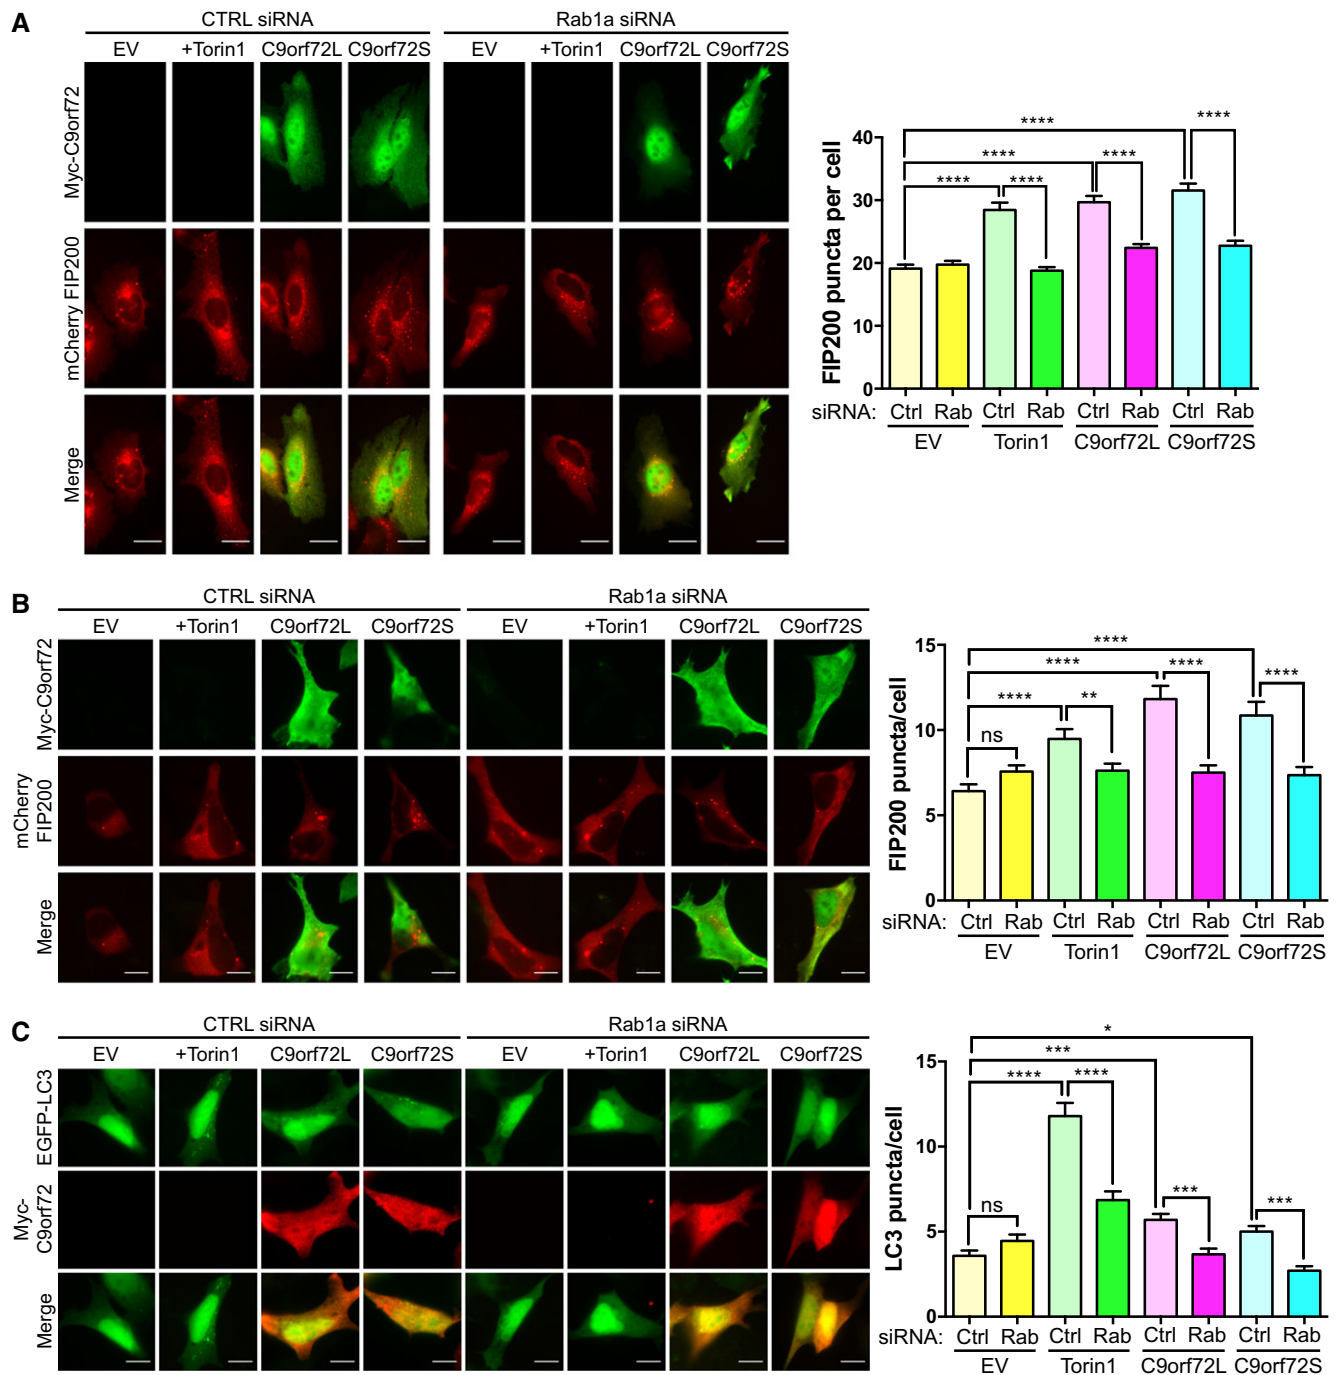 A
CTRL siRNA
Rab1a siRNA
EV +Torin1 C9orf72L C9orf72S EV +Torin1 C9orf72L C9orf72S
Myc-C9orf72
mCherry FIP200
Merge
FIP200 puncta per cell
40
30
20
10
0
**** **** **** **** **** ****
siRNA: Ctrl Rab Ctrl Rab Ctrl Rab Ctrl Rab
EV Torin1 C9orf72L C9orf72S
B
CTRL siRNA
Rab1a siRNA
EV +Torin1 C9orf72L C9orf72S EV +Torin1 C9orf72L C9orf72S
Myc-C9orf72
mCherry
FIP200
Merge
FIP200 puncta/cell
15
10
5
0
****
**** ****
****
**** **
ns
siRNA: Ctrl Rab Ctrl Rab Ctrl Rab Ctrl Rab
EV Torin1 C9orf72L C9orf72S
C
CTRL siRNA
Rab1a siRNA
EV +Torin1 C9orf72L C9orf72S EV +Torin1 C9orf72L C9orf72S
EGFP-LC3
Myc-
C9orf72
Merge
LC3 puncta/cell
15
10
5
0
*
***
**** ****
***
***
ns
siRNA: Ctrl Rab Ctrl Rab Ctrl Rab Ctrl Rab
EV Torin1 C9orf72L C9orf72S